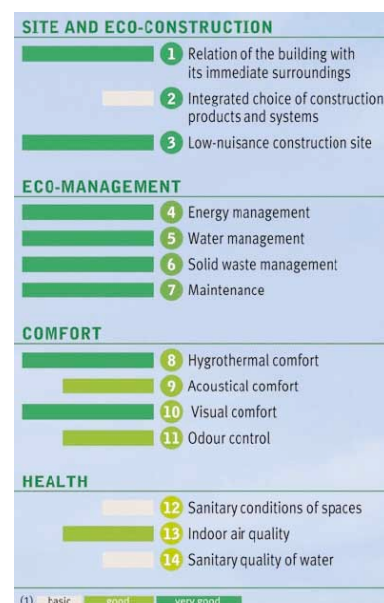 SITE AND ECO-CONSTRUCTION
1 Relation of the building with
its immediate surroundings
2 Integrated choice of construction
products and systems
3 Low-nuisance construction site
ECO-MANAGEMENT
4 Energy management
5 Water management
6 Solid waste management
7 Maintenance
COMFORT
8 Hygrothermal comfort
9 Acoustical comfort
10 Visual comfort
11 Odour control
HEALTH
12 Sanitary conditions of spaces
13 Indoor air quality
14 Sanitary quality of water
(1) basic good very good